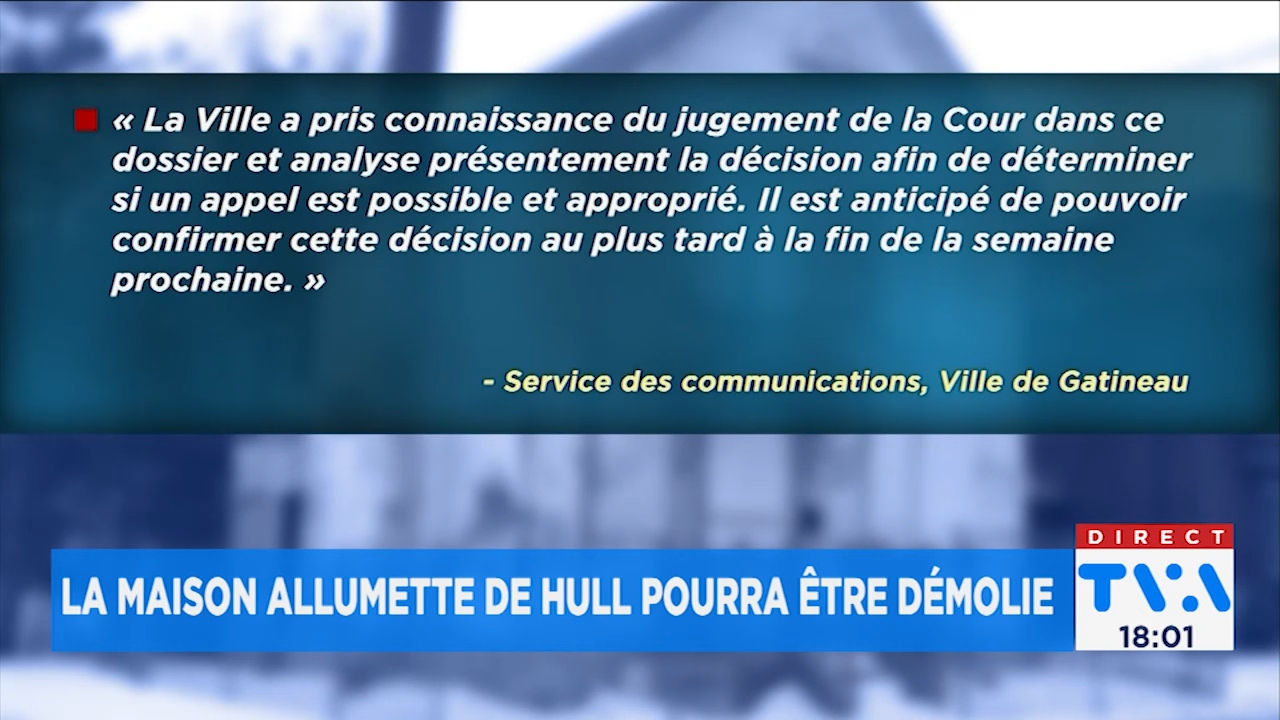 « La Ville a pris connaissance du jugement de la Cour dans ce
dossier et analyse présentement la décision afin de déterminer
si un appel est possible et approprié. Il est anticipé de pouvoir
confirmer cette décision au plus tard à la fin de la semaine
prochaine. »
- Service des communications, Ville de Gatineau
LA MAISON ALLUMETTE DE HULL POURRA ÊTRE DÉMOLIE
DIRECT
TVA
18:01